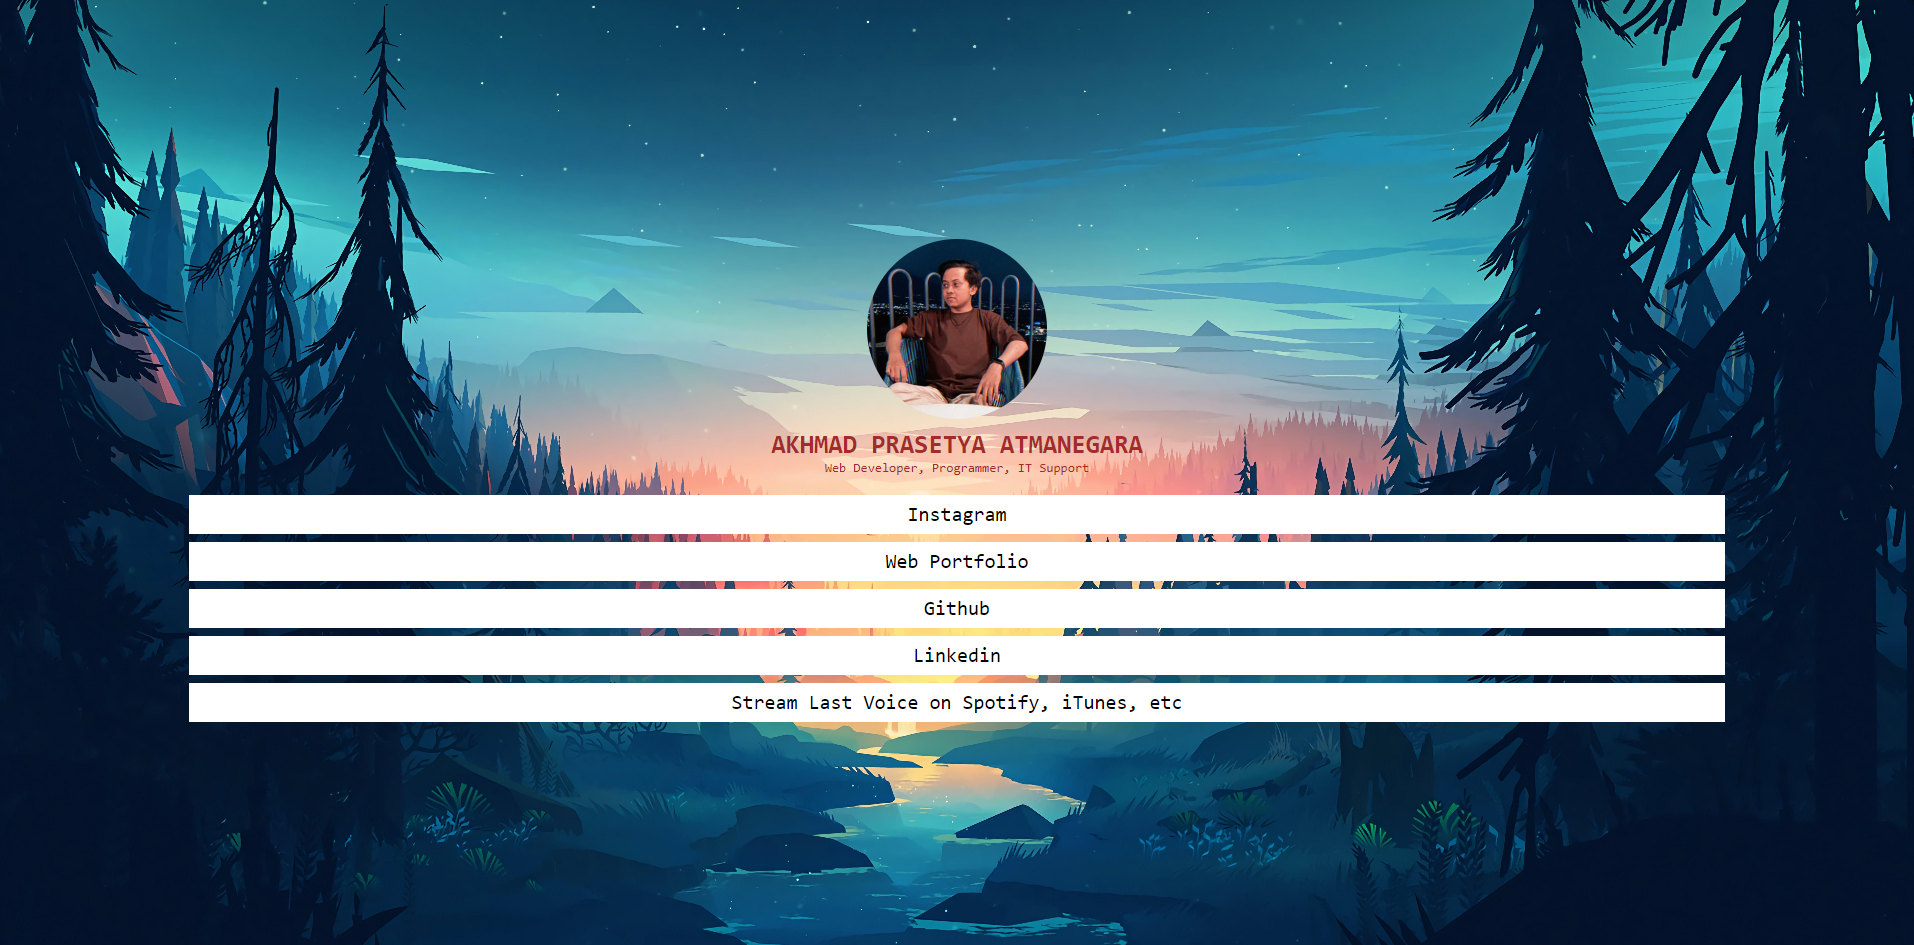 AKHMAD PRASETYA ATMANEGARA
Web Developer, Programmer, IT Support
Instagram
Web Portfolio
Github
Linkedin
Stream Last Voice on Spotify, iTunes, etc